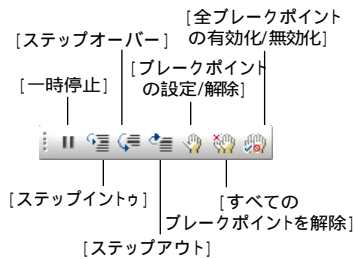 [全ブレークポイント
の有効化/無効化]
[ステップオーバー]
[ブレークポイント
の設定/解除]
[一時停止]
[ステップイントゥ]
[すべての
ブレークポイントを解除]
[ステップアウト]